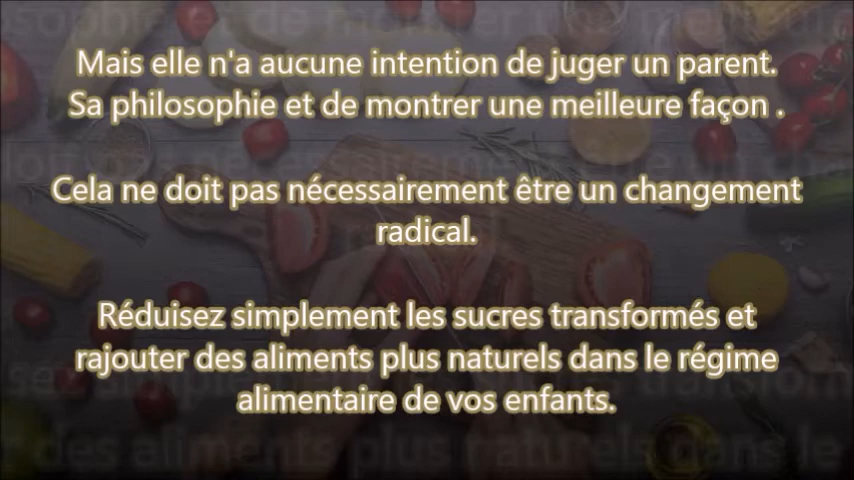 Mais elle n'a aucune intention de juger un parent.
Sa philosophie et de montrer une meilleure façon .
Cela ne doit pas nécessairement être un changement
radical.
Réduisez simplement les sucres transformés et
rajouter des aliments plus naturels dans le régime
alimentaire de vos enfants.